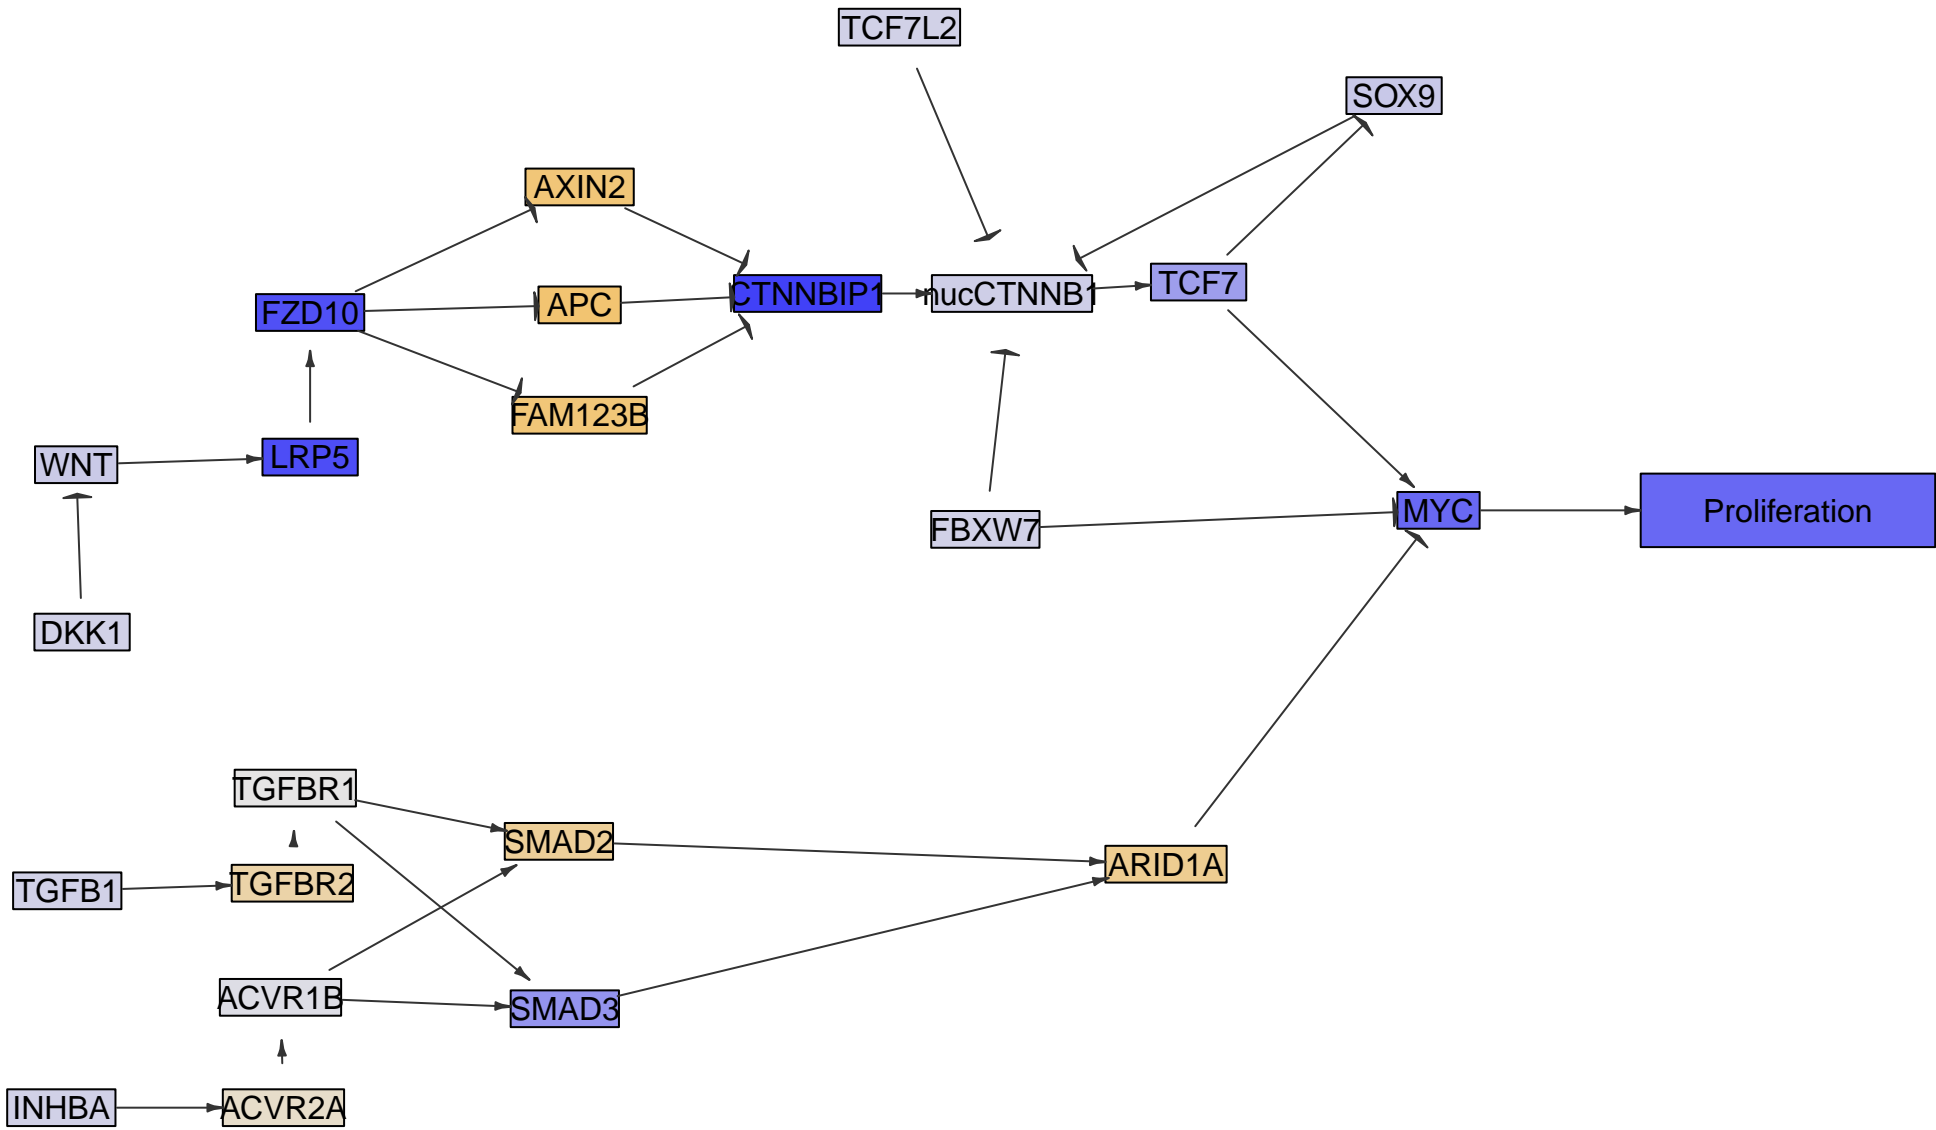 TCF7L2
SOX9
AXIN2
APC
CTNNBIP1
nucCTNNB1
TCF7
FZD10
FAM123B
WNT
LRP5
FBXW7
MYC
Proliferation
DKK1
TGFBR1
SMAD2
ARID1A
TGFB1
TGFBR2
ACVR1B
SMAD3
INHBA
ACVR2A